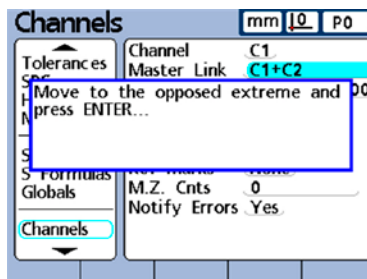 Channels mm 0 P0
Tolerances
Channel C1
Master Link C1+C2
Move to the opposed extreme and
press ENTER...
S Formulas
Globals
M.Z. Cnts 0
Notify Errors Yes
Channels